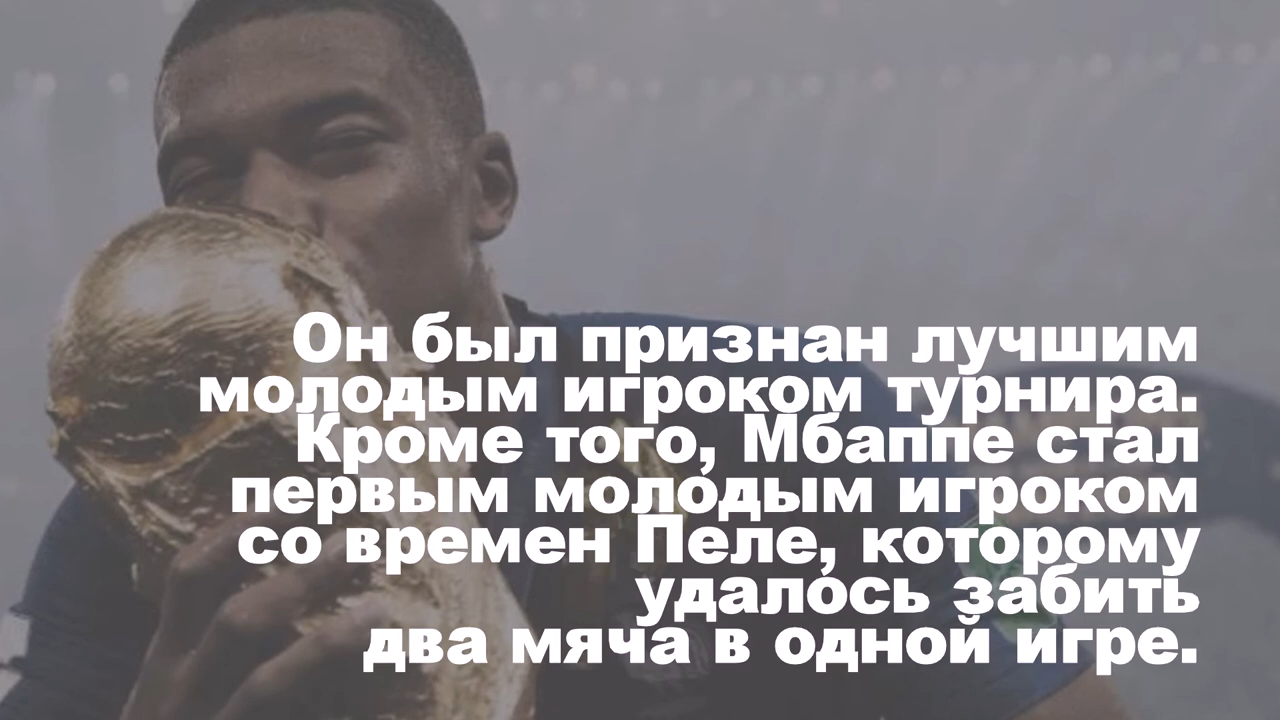 Он был признан лучшим
молодым игроком турнира.
Кроме того, Мбаппе стал
первым молодым игроком
со времен Пеле, которому
удалось забить
два мяча в одной игре.